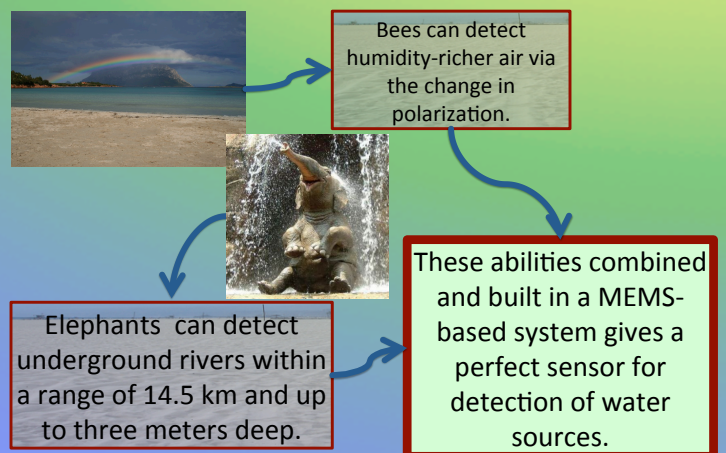 Bees can detect
humidity-richer air via
the change in
polarization.
Elephants  can detect
underground rivers within
a range of 14.5 km and up
to three meters deep.
These abilities combined
and built in a MEMS-
based system gives a
perfect sensor for
detection of water
sources.